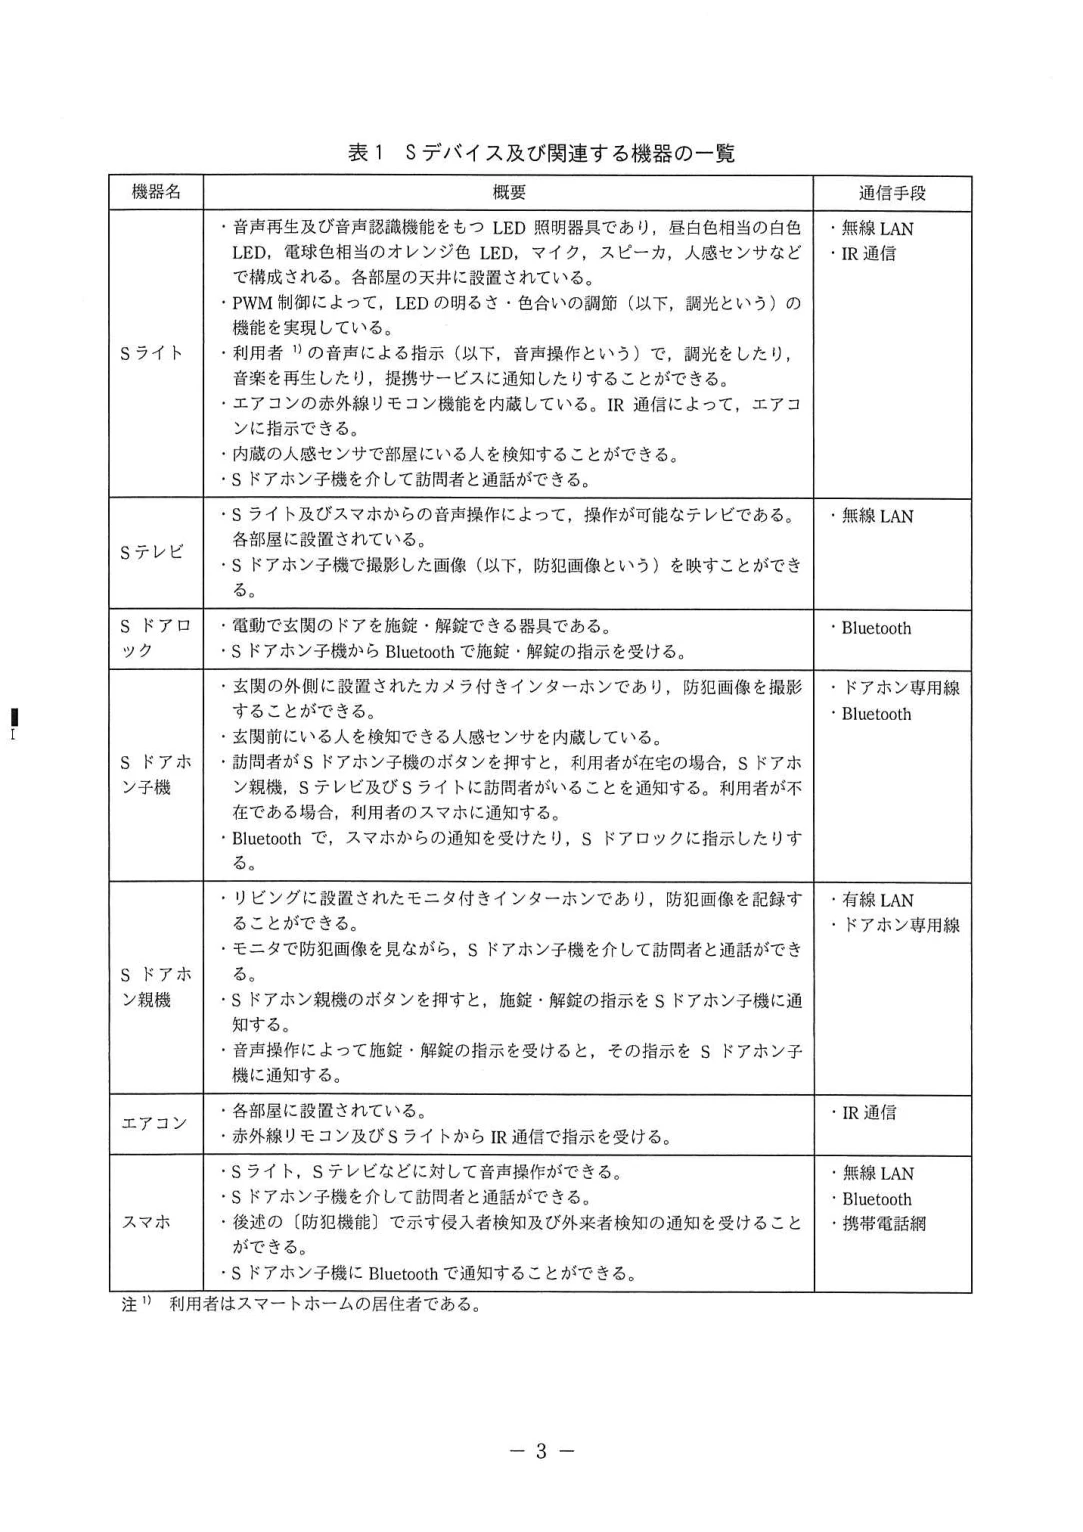 表1　Sデバイス及び関連する機器の一覧
機器名
概要
通信手段
Sライト
・音声再生及び音声認識機能をもつ LED 照明器具であり，昼白色相当の白色
LED，電球色相当のオレンジ色 LED，マイク，スピーカ，人感センサなど
で構成される。各部屋の天井に設置されている。
・PWM 制御によって，LED の明るさ・色合いの調節（以下，調光という）の
機能を実現している。
・利用者 1) の音声による指示（以下，音声操作という）で，調光をしたり，
音楽を再生したり，提携サービスに通知したりすることができる。
・エアコンの赤外線リモコン機能を内蔵している。IR 通信によって，エアコ
ンに指示できる。
・内蔵の人感センサで部屋にいる人を検知することができる。
・S ドアホン子機を介して訪問者と通話ができる。
・無線 LAN
・IR 通信
Sテレビ
・S ライト及びスマホからの音声操作によって，操作が可能なテレビである。
各部屋に設置されている。
・S ドアホン子機で撮影した画像（以下，防犯画像という）を映すことができ
る。
・無線 LAN
S ドアロ
ック
・電動で玄関のドアを施錠・解錠できる器具である。
・S ドアホン子機から Bluetooth で施錠・解錠の指示を受ける。
・Bluetooth
S ドアホ
ン子機
・玄関の外側に設置されたカメラ付きインターホンであり，防犯画像を撮影
することができる。
・玄関前にいる人を検知できる人感センサを内蔵している。
・訪問者が S ドアホン子機のボタンを押すと，利用者が在宅の場合，S ドアホ
ン親機，S テレビ及び S ライトに訪問者がいることを通知する。利用者が不
在である場合，利用者のスマホに通知する。
・Bluetooth で，スマホからの通知を受けたり，S ドアロックに指示したりす
る。
・ドアホン専用線
・Bluetooth
S ドアホ
ン親機
・リビングに設置されたモニタ付きインターホンであり，防犯画像を記録す
ることができる。
・モニタで防犯画像を見ながら，S ドアホン子機を介して訪問者と通話ができ
る。
・S ドアホン親機のボタンを押すと，施錠・解錠の指示を S ドアホン子機に通
知する。
・音声操作によって施錠・解錠の指示を受けると，その指示を S ドアホン子
機に通知する。
・有線 LAN
・ドアホン専用線
エアコン
・各部屋に設置されている。
・赤外線リモコン及び S ライトから IR 通信で指示を受ける。
・IR 通信
スマホ
・S ライト，S テレビなどに対して音声操作ができる。
・S ドアホン子機を介して訪問者と通話ができる。
・後述の〔防犯機能〕で示す侵入者検知及び外来者検知の通知を受けること
ができる。
・S ドアホン子機に Bluetooth で通知することができる。
・無線 LAN
・Bluetooth
・携帯電話網
注 1)　利用者はスマートホームの居住者である。
－ 3 －